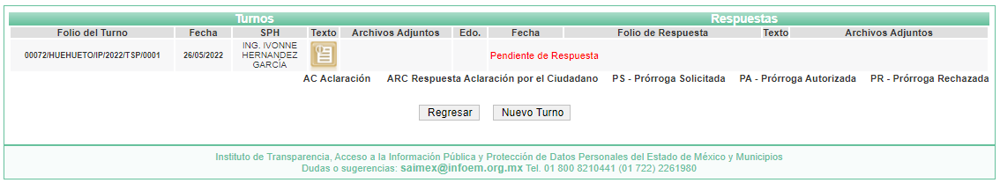 Turnos Respuestas
Folio del Turno Fecha SPH Texto Archivos Adjuntos Edo. Fecha Folio de Respuesta Texto Archivos Adjuntos
00072/HUEHUETO/IP/2022/TSP/0001 26/05/2022 ING. IVONNE HERNANDEZ GARCÍA Pendiente de Respuesta
AC Aclaración ARC Respuesta Aclaración por el Ciudadano PS - Prórroga Solicitada PA - Prórroga Autorizada PR - Prórroga Rechazada
Regresar Nuevo Turno
Instituto de Transparencia, Acceso a la Información Pública y Protección de Datos Personales del Estado de México y Municipios
Dudas o sugerencias: saimex@infoem.org.mx Tel. 01 800 8210441 (01 722) 2261980